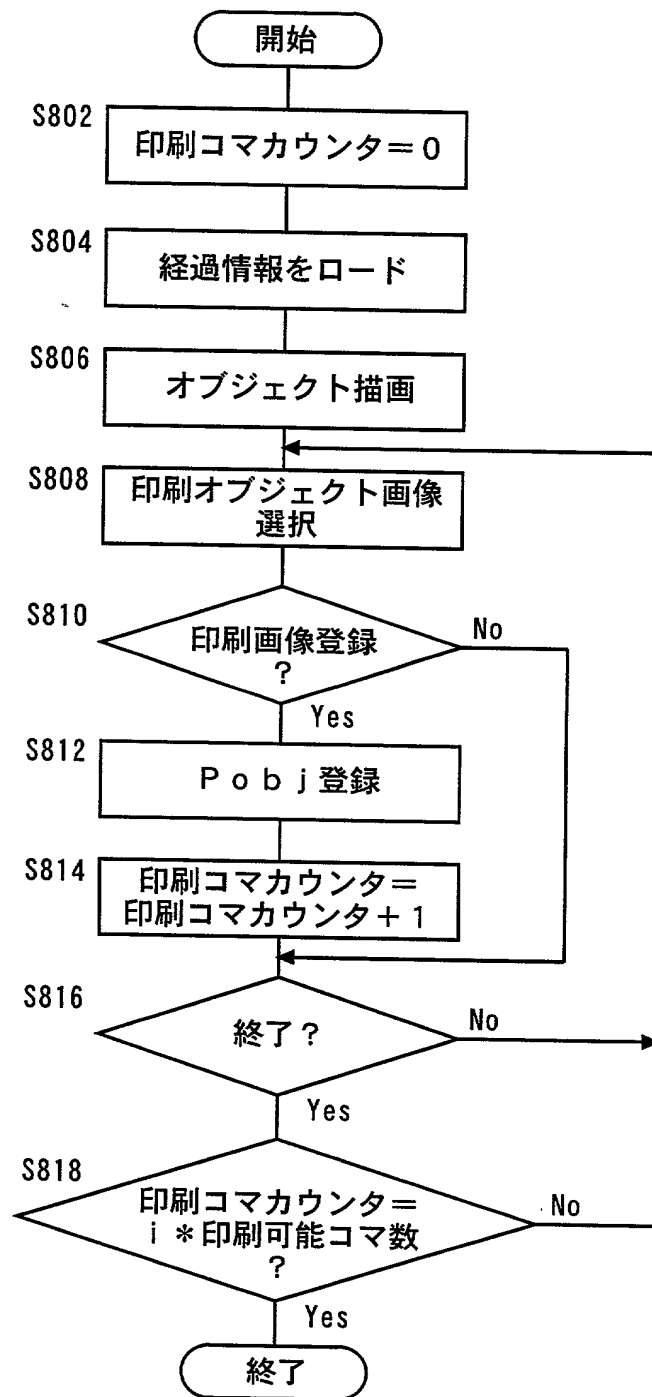 開始
S802
印刷コマカウンタ＝０
S804
経過情報をロード
S806
オブジェクト描画
S808
印刷オブジェクト画像
選択
S810
印刷画像登録
？
No
Yes
S812
Ｐｏｂｊ登録
S814
印刷コマカウンタ＝
印刷コマカウンタ＋１
S816
終了？
No
Yes
S818
印刷コマカウンタ＝
ｉ＊印刷可能コマ数
？
No
Yes
終了